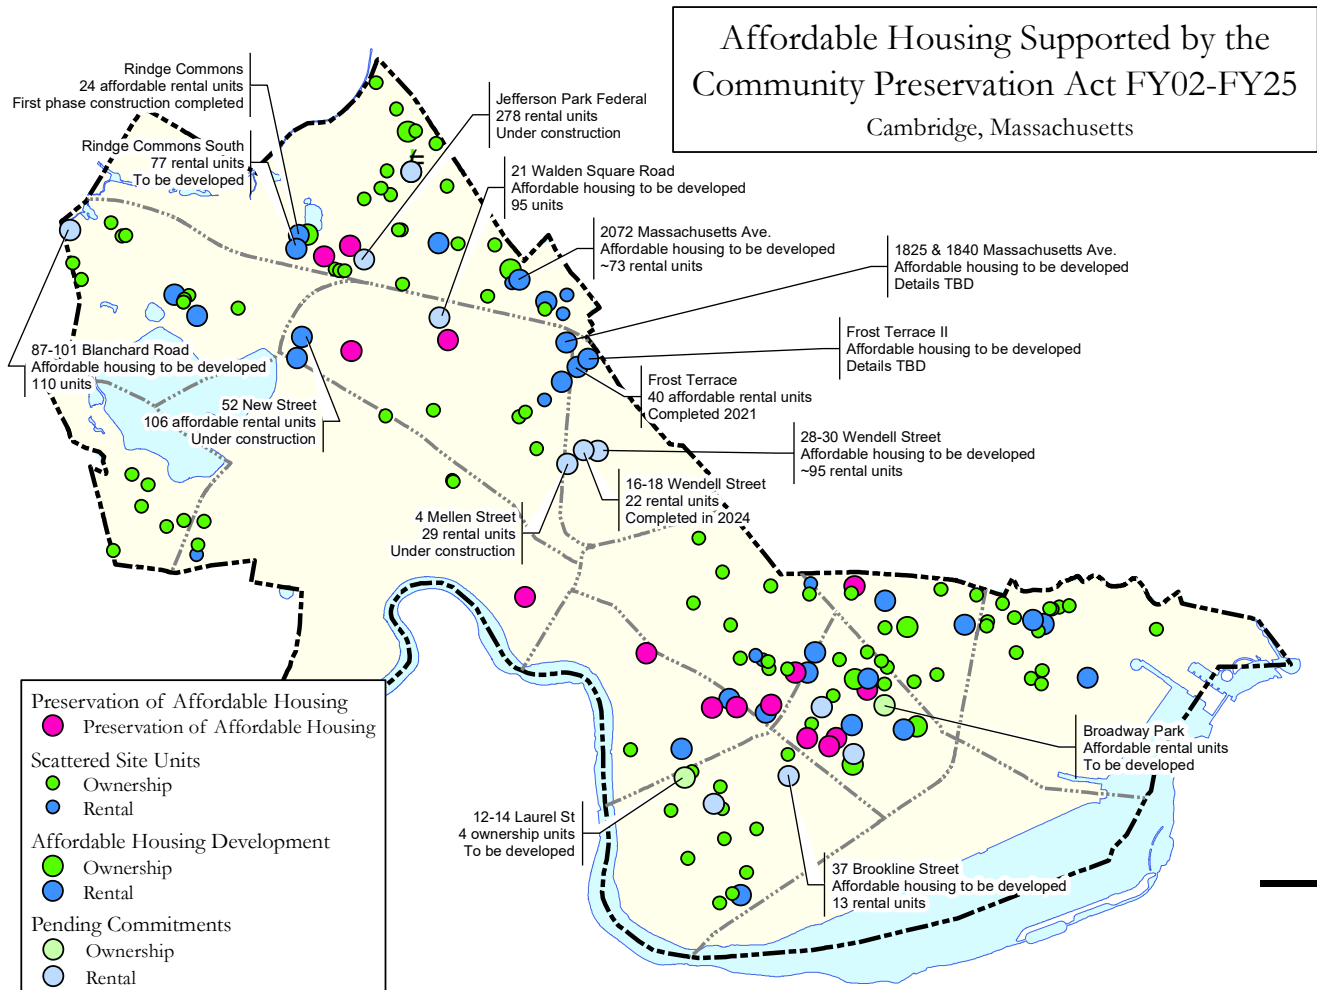 Affordable Housing Supported by the
Community Preservation Act FY02-FY25
Cambridge, Massachusetts
Rindge Commons
24 affordable rental units
First phase construction completed
Jefferson Park Federal
278 rental units
Under construction
Rindge Commons South
77 rental units
To be developed
21 Walden Square Road
Affordable housing to be developed
95 units
2072 Massachusetts Ave.
Affordable housing to be developed
~73 rental units
1825 & 1840 Massachusetts Ave.
Affordable housing to be developed
Details TBD
Frost Terrace II
Affordable housing to be developed
Details TBD
87-101 Blanchard Road
Affordable housing to be developed
110 units
Frost Terrace
40 affordable rental units
Completed 2021
52 New Street
106 affordable rental units
Under construction
28-30 Wendell Street
Affordable housing to be developed
~95 rental units
16-18 Wendell Street
22 rental units
Completed in 2024
4 Mellen Street
29 rental units
Under construction
Broadway Park
Affordable rental units
To be developed
12-14 Laurel St
4 ownership units
To be developed
37 Brookline Street
Affordable housing to be developed
13 rental units
Preservation of Affordable Housing
Preservation of Affordable Housing
Scattered Site Units
Ownership
Rental
Affordable Housing Development
Ownership
Rental
Pending Commitments
Ownership
Rental